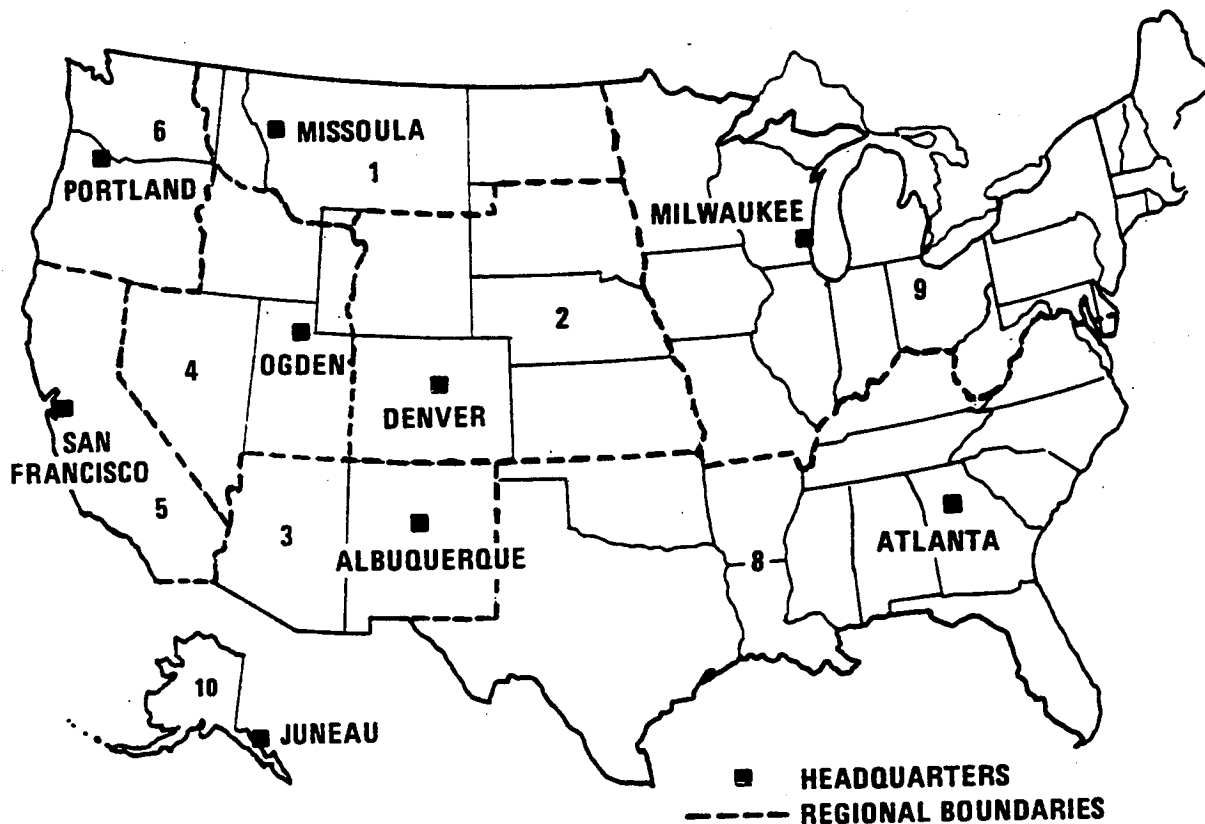 6
MISSOULA
1
PORTLAND
MILWAUKEE
9
2
4
OGDEN
DENVER
SAN
FRANCISCO
5
3
ALBUQUERQUE
ATLANTA
8
10
JUNEAU
HEADQUARTERS
REGIONAL BOUNDARIES